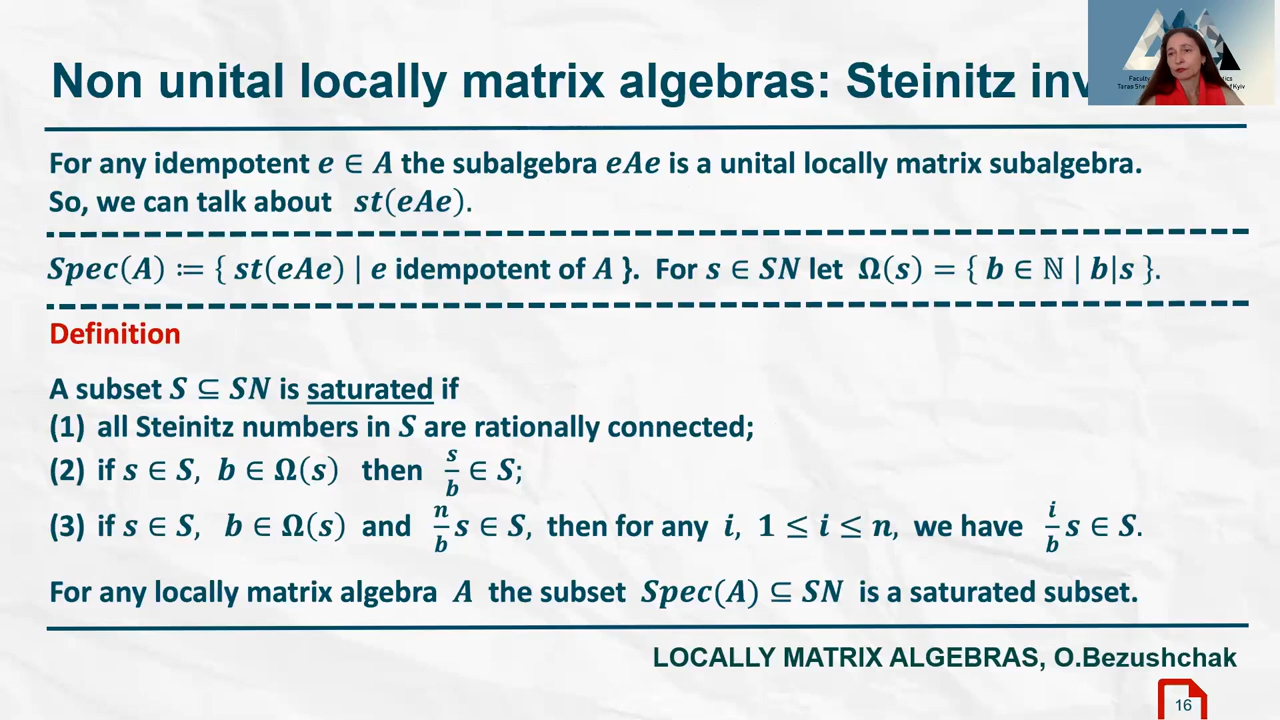 Non unital locally matrix algebras: Steinitz inv
For any idempotent e ∈ A the subalgebra eAe is a unital locally matrix subalgebra.
So, we can talk about st(eAe).
Spec(A) ≔ { st(eAe) | e idempotent of A }. For s ∈ SN let Ω(s) = { b ∈ ℕ | b|s }.
Definition
A subset S ⊆ SN is saturated if
(1) all Steinitz numbers in S are rationally connected;
(2) if s ∈ S, b ∈ Ω(s) then s/b ∈ S;
(3) if s ∈ S, b ∈ Ω(s) and n/b s ∈ S, then for any i, 1 ≤ i ≤ n, we have i/b s ∈ S.
For any locally matrix algebra A the subset Spec(A) ⊆ SN is a saturated subset.
LOCALLY MATRIX ALGEBRAS, O.Bezushchak
16